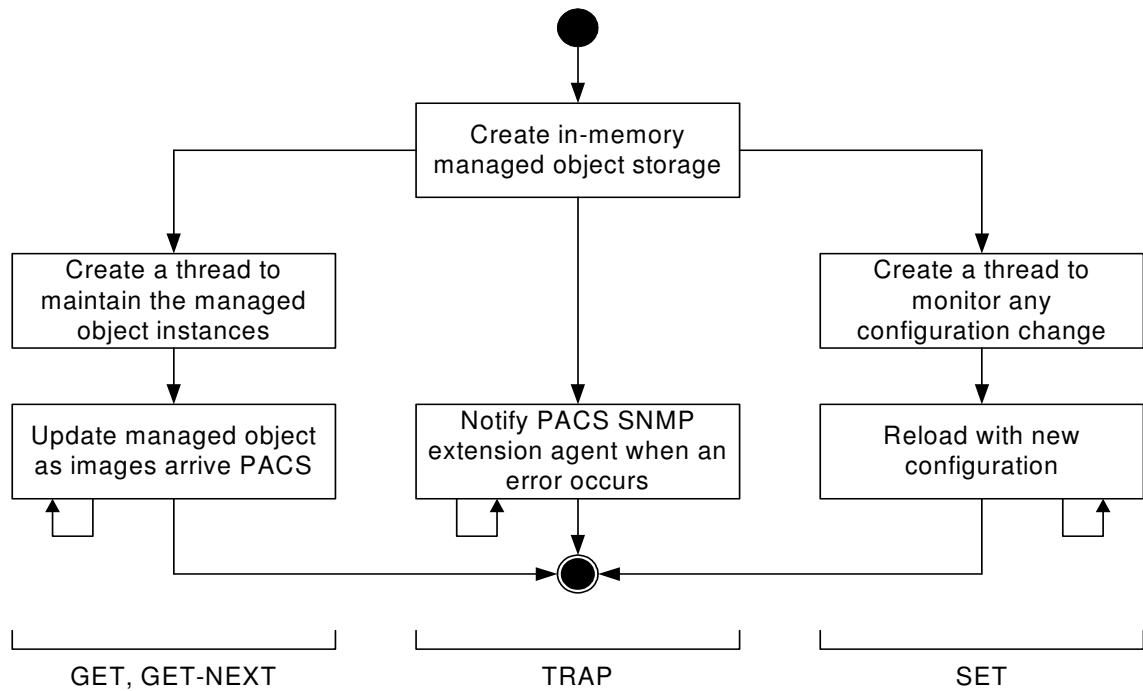 Create in-memory
managed object storage
Create a thread to
maintain the managed
object instances
Create a thread to
monitor any
configuration change
Update managed object
as images arrive PACS
Notify PACS SNMP
extension agent when an
error occurs
Reload with new
configuration
GET, GET-NEXT
TRAP
SET